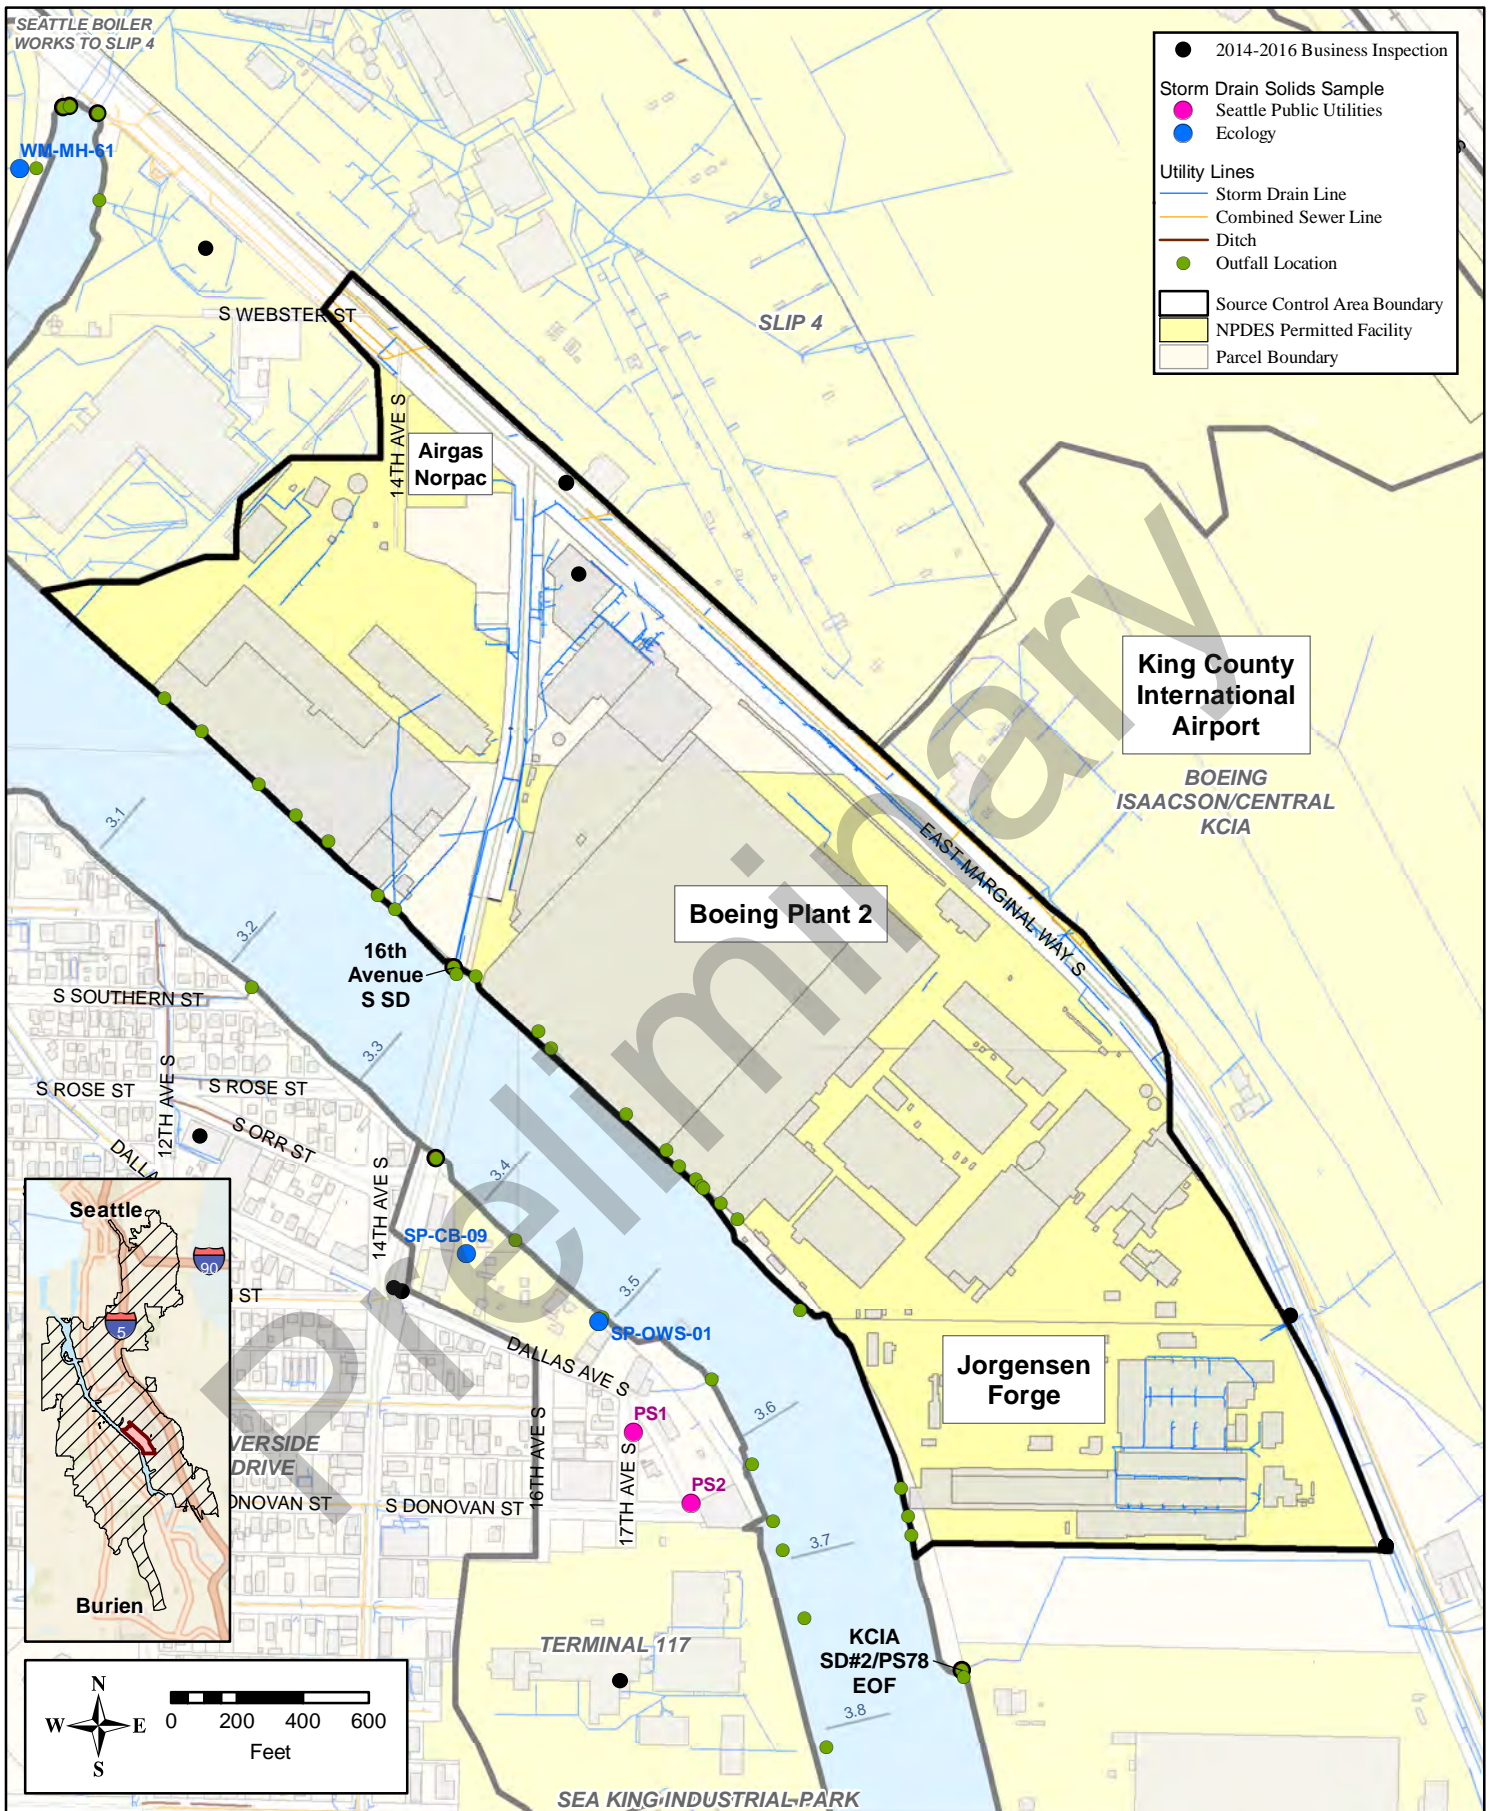 SEATTLE BOILER
WORKS TO SLIP 4
2014-2016 Business Inspection
Storm Drain Solids Sample
Seattle Public Utilities
Ecology
Utility Lines
Storm Drain Line
Combined Sewer Line
Ditch
Outfall Location
Source Control Area Boundary
NPDES Permitted Facility
Parcel Boundary
WM-MH-61
S WEBSTER ST
SLIP 4
14TH AVE S
Airgas
Norpac
King County
International
Airport
BOEING
ISAACSON/CENTRAL
KCIA
EAST MARGINAL WAY S
Boeing Plant 2
3.1
3.2
16th
Avenue
S SD
S SOUTHERN ST
3.3
S ROSE ST
S ROSE ST
12TH AVE S
S ORR ST
DALLA
3.4
14TH AVE S
SP-CB-09
3.5
SP-OWS-01
DALLAS AVE S
Jorgensen
Forge
PS1
3.6
16TH AVE S
17TH AVE S
PS2
VERSIDE
DRIVE
DONOVAN ST
S DONOVAN ST
3.7
TERMINAL 117
KCIA
SD#2/PS78
EOF
3.8
SEA KING INDUSTRIAL PARK
Seattle
90
5
Burien
ST
N
W E
S
0 200 400 600
Feet
Preliminary